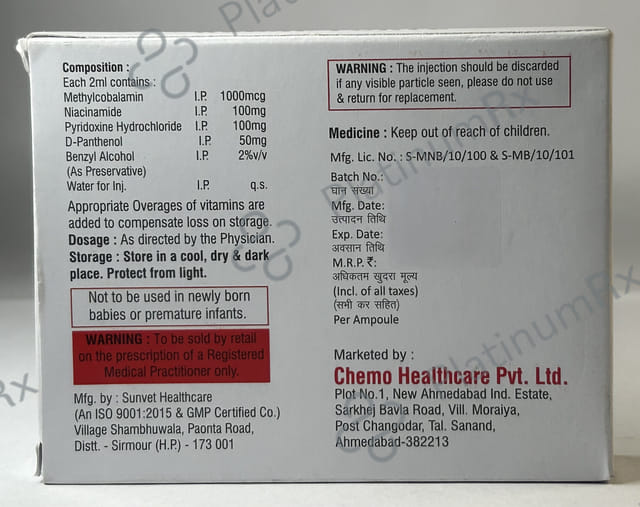 Composition :
Each 2ml contains :
Methylcobalamin I.P. 1000mcg
Niacinamide I.P. 100mg
Pyridoxine Hydrochloride I.P. 100mg
D-Panthenol I.P. 50mg
Benzyl Alcohol I.P. 2%v/v
(As Preservative)
Water for Inj. I.P. q.s.
Appropriate Overages of vitamins are
added to compensate loss on storage.
Dosage : As directed by the Physician.
Storage : Store in a cool, dry & dark
place. Protect from light.
Not to be used in newly born
babies or premature infants.
WARNING : To be sold by retail
on the prescription of a Registered
Medical Practitioner only.
Mfg. by : Sunvet Healthcare
(An ISO 9001:2015 & GMP Certified Co.)
Village Shambhuwala, Paonta Road,
Distt. - Sirmour (H.P.) - 173 001
WARNING : The injection should be discarded
if any visible particle seen, please do not use
& return for replacement.
Medicine : Keep out of reach of children.
Mfg. Lic. No. : S-MNB/10/100 & S-MB/10/101
Batch No.:
घान संख्या
Mfg. Date:
उत्पादन तिथि
Exp. Date:
अवसान तिथि
M.R.P. ₹:
अधिकतम खुदरा मूल्य
(Incl. of all taxes)
(सभी कर सहित)
Per Ampoule
Marketed by :
Chemo Healthcare Pvt. Ltd.
Plot No.1, New Ahmedabad Ind. Estate,
Sarkhej Bavla Road, Vill. Moraiya,
Post Changodar, Tal. Sanand,
Ahmedabad-382213
PlatinumRx
PlatinumRx
PlatinumRx
Rx